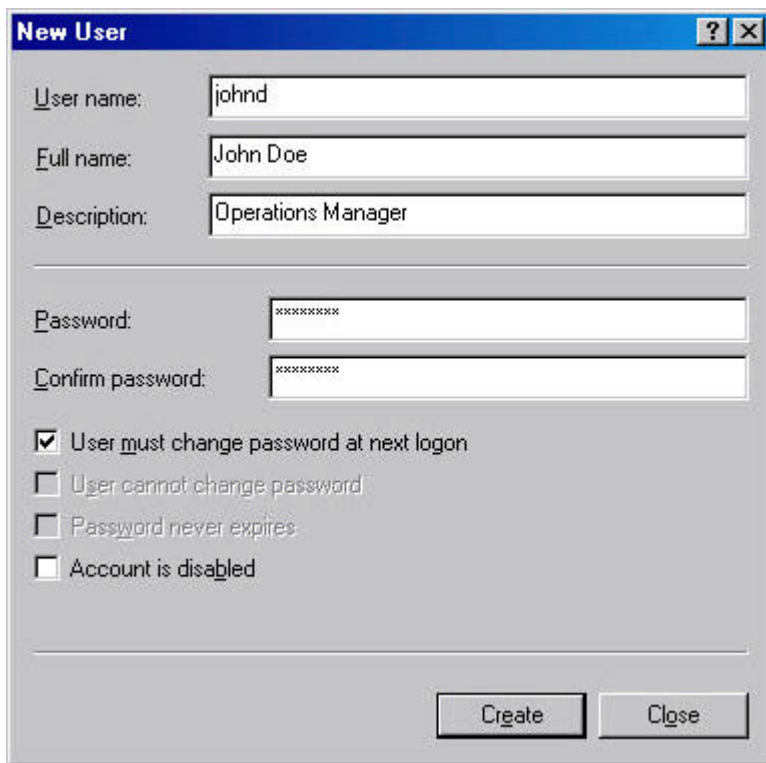 New User
User name: johnd
Full name: John Doe
Description: Operations Manager
Password: ********
Confirm password: ********
User must change password at next logon
User cannot change password
Password never expires
Account is disabled
Create Close